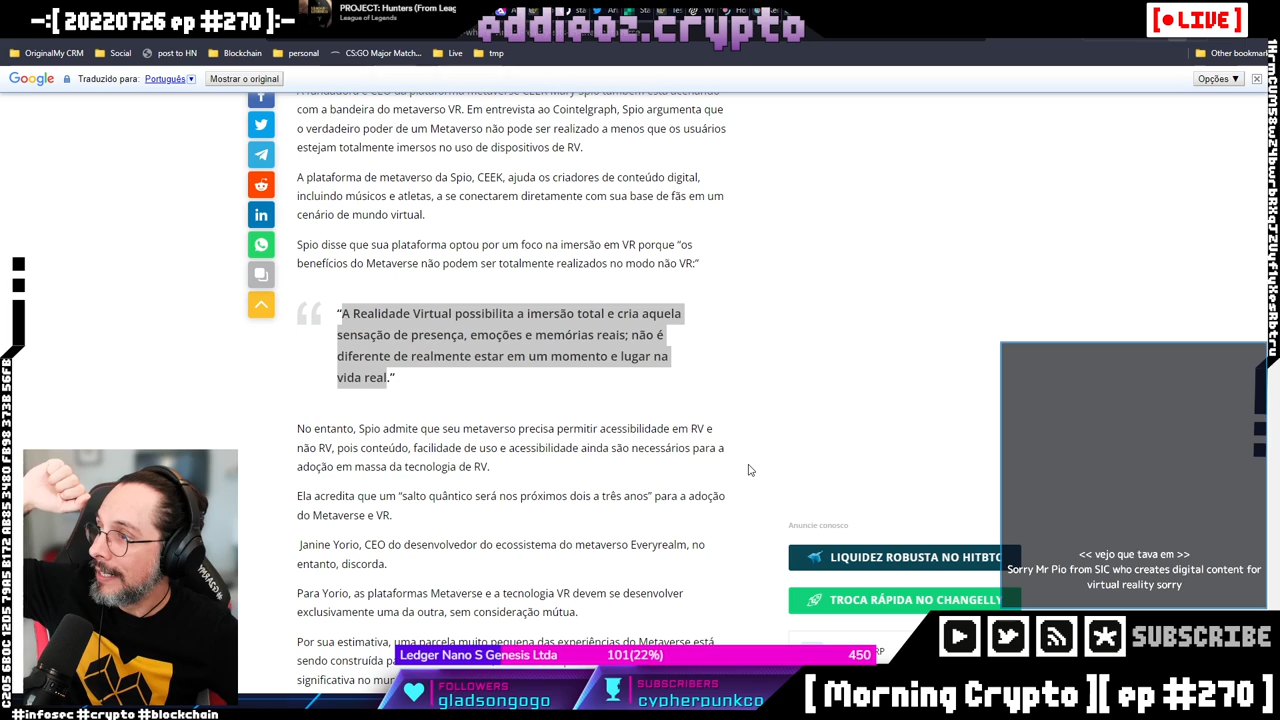 -:[ 20220726 ep #270 ]:-
PROJECT: Hunters (From Leag
League of Legends
eddieoz.crypto
[ ● LIVE ]
OriginalMy CRM
Social
post to HN
Blockchain
personal
CS:GO Major Match...
Live
tmp
Other bookmark
Google
Traduzido para:
Português
Mostrar o original
Opções ▼
com a bandeira do metaverso VR. Em entrevista ao Cointelgraph, Spio argumenta que
o verdadeiro poder de um Metaverso não pode ser realizado a menos que os usuários
estejam totalmente imersos no uso de dispositivos de RV.
A plataforma de metaverso da Spio, CEEK, ajuda os criadores de conteúdo digital,
incluindo músicos e atletas, a se conectarem diretamente com sua base de fãs em um
cenário de mundo virtual.
Spio disse que sua plataforma optou por um foco na imersão em VR porque “os
benefícios do Metaverse não podem ser totalmente realizados no modo não VR:”
“A Realidade Virtual possibilita a imersão total e cria aquela
sensação de presença, emoções e memórias reais; não é
diferente de realmente estar em um momento e lugar na
vida real.”
No entanto, Spio admite que seu metaverso precisa permitir acessibilidade em RV e
não RV, pois conteúdo, facilidade de uso e acessibilidade ainda são necessários para a
adoção em massa da tecnologia de RV.
Ela acredita que um “salto quântico será nos próximos dois a três anos” para a adoção
do Metaverse e VR.
Janine Yorio, CEO do desenvolvedor do ecossistema do metaverso Everyrealm, no
entanto, discorda.
Para Yorio, as plataformas Metaverse e a tecnologia VR devem se desenvolver
exclusivamente uma da outra, sem consideração mútua.
Por sua estimativa, uma parcela muito pequena das experiências do Metaverse está
sendo construída
significativa no mun
Anuncie conosco
LIQUIDEZ ROBUSTA NO HITBTC
TROCA RÁPIDA NO CHANGELLY
<< vejo que tava em >>
Sorry Mr Pio from SIC who creates digital content for
virtual reality sorry
Ledger Nano S Genesis Ltda
101(22%)
450
FOLLOWERS
gladsongogo
SUBSCRIBERS
cypherpunkco
SUBSCRIBE
[ Morning Crypto ][ ep #270 ]
#infosec #crypto #blockchain